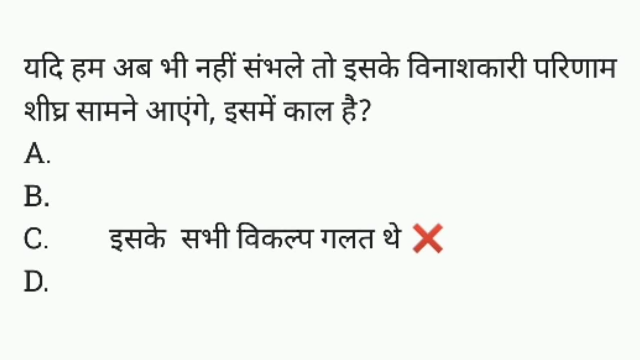 यदि हम अब भी नहीं संभले तो इसके विनाशकारी परिणाम
शीघ्र सामने आएंगे, इसमें काल है?
A.
B.
C. इसके सभी विकल्प गलत थे ❌
D.